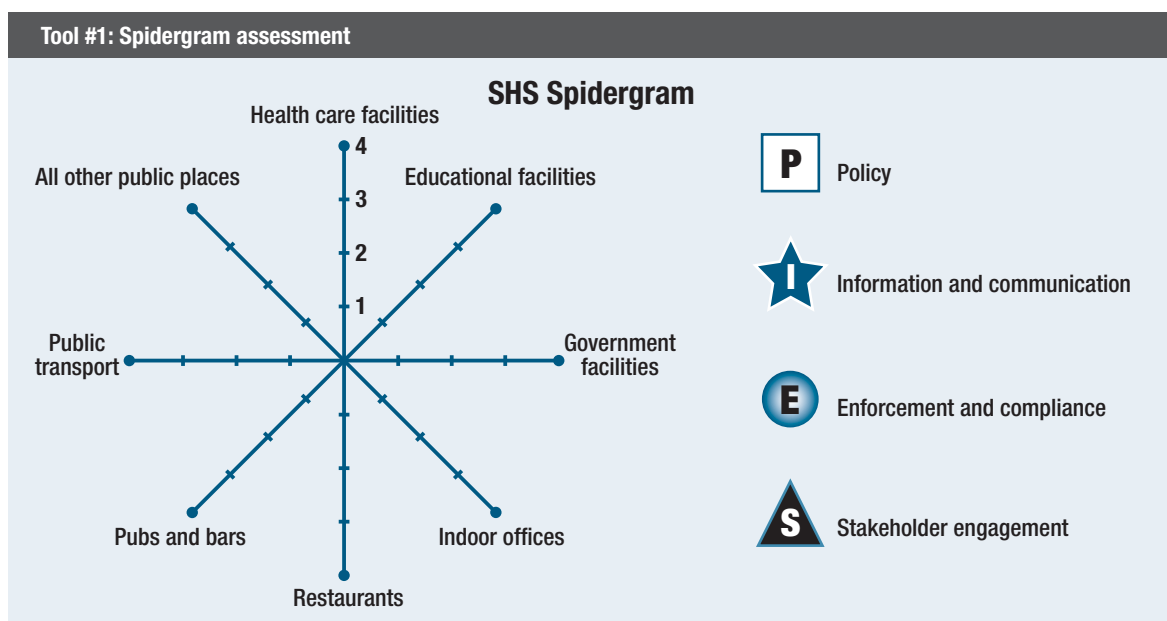 Tool #1: Spidergram assessment
SHS Spidergram
Health care facilities
4
All other public places
Educational facilities
3
2
1
Public
transport
Government
facilities
Pubs and bars
Indoor offices
Restaurants
P
Policy
I
Information and communication
E
Enforcement and compliance
S
Stakeholder engagement